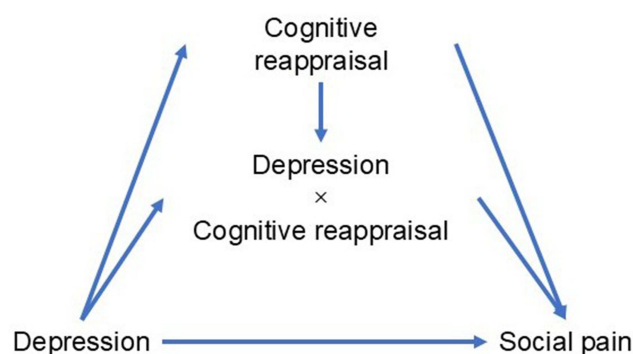 Cognitive
reappraisal
Depression
×
Cognitive reappraisal
Depression
Social pain